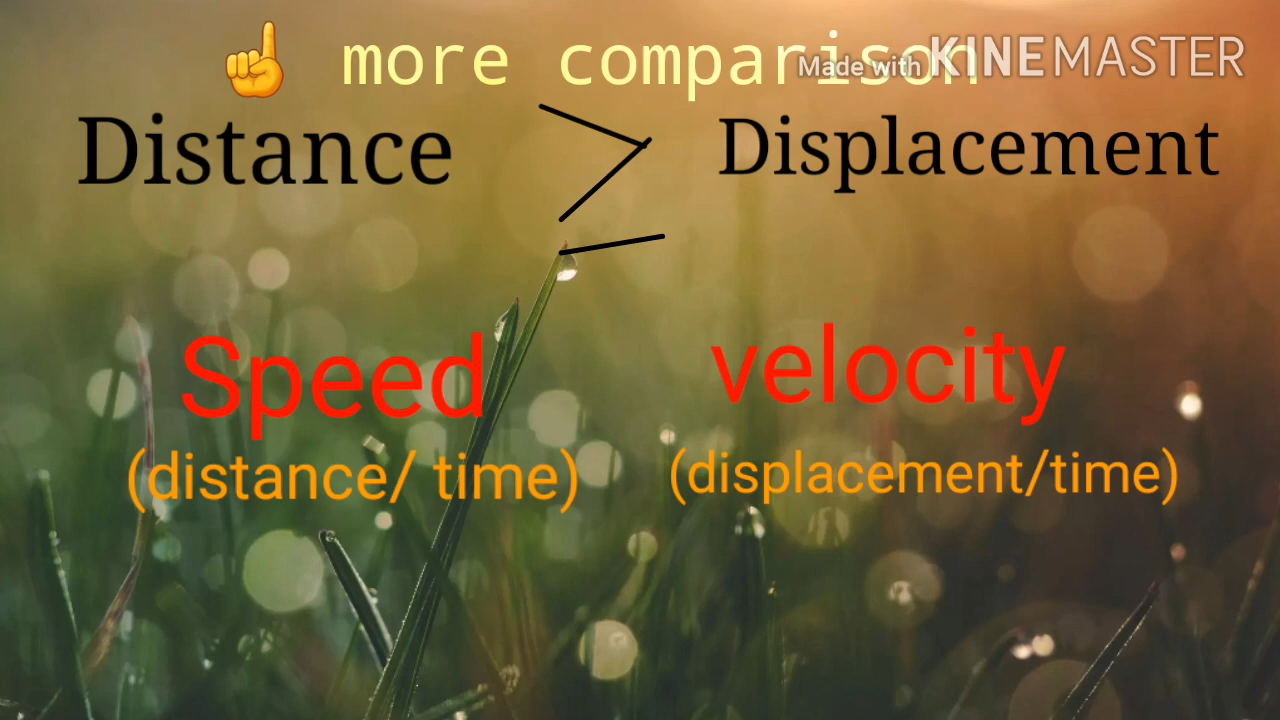 ☝ more comparison
Made with KINEMASTER
Distance ≥ Displacement
Speed velocity
(distance/ time) (displacement/time)